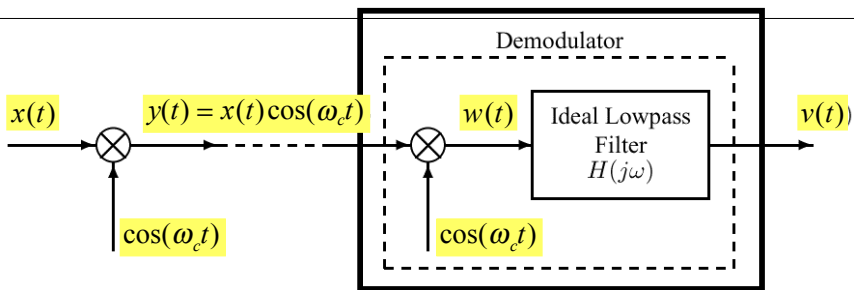 Demodulator
x(t)
y(t) = x(t)cos(ω_c t)
w(t)
Ideal Lowpass
Filter
H(jω)
v(t))
cos(ω_c t)
cos(ω_c t)